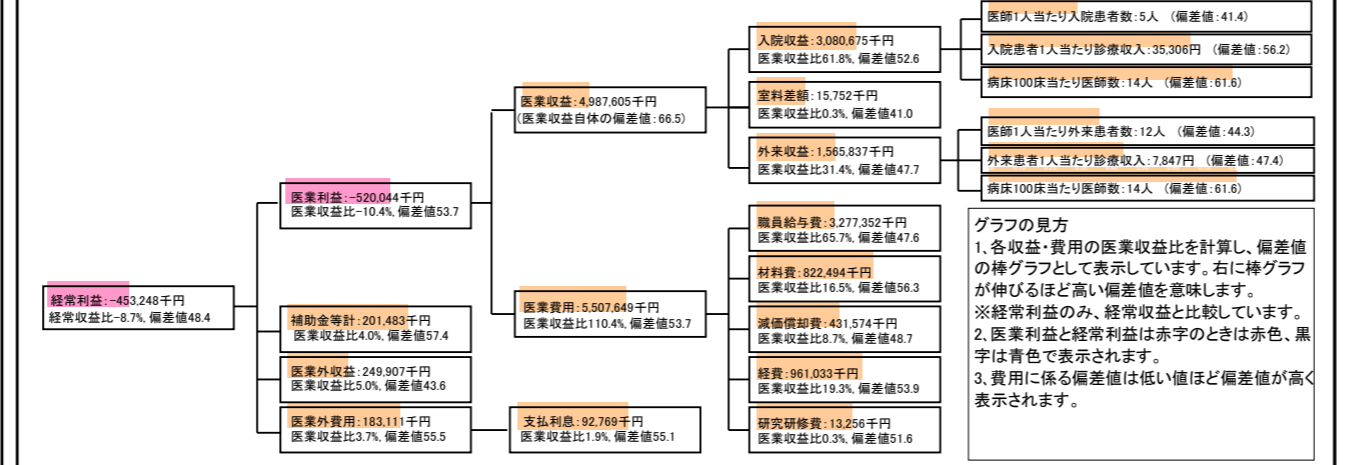 経常利益:-453,248千円
経常収益比-8.7%, 偏差値48.4
医業利益:-520,044千円
医業収益比-10.4%, 偏差値53.7
補助金等計:201,483千円
医業収益比4.0%, 偏差値57.4
医業外収益:249,907千円
医業収益比5.0%, 偏差値43.6
医業外費用:183,111千円
医業収益比3.7%, 偏差値55.5
医業収益:4,987,605千円
(医業収益自体の偏差値:66.5)
医業費用:5,507,649千円
医業収益比110.4%, 偏差値53.7
支払利息:92,769千円
医業収益比1.9%, 偏差値55.1
入院収益:3,080,675千円
医業収益比61.8%, 偏差値52.6
室料差額:15,752千円
医業収益比0.3%, 偏差値41.0
外来収益:1,565,837千円
医業収益比31.4%, 偏差値47.7
職員給与費:3,277,352千円
医業収益比65.7%, 偏差値47.6
材料費:822,494千円
医業収益比16.5%, 偏差値56.3
減価償却費:431,574千円
医業収益比8.7%, 偏差値48.7
経費:961,033千円
医業収益比19.3%, 偏差値53.9
研究研修費:13,256千円
医業収益比0.3%, 偏差値51.6
医師1人当たり入院患者数:5人 (偏差値:41.4)
入院患者1人当たり診療収入:35,306円 (偏差値:56.2)
病床100床当たり医師数:14人 (偏差値:61.6)
医師1人当たり外来患者数:12人 (偏差値:44.3)
外来患者1人当たり診療収入:7,847円 (偏差値:47.4)
病床100床当たり医師数:14人 (偏差値:61.6)
グラフの見方
1、各収益・費用の医業収益比を計算し、偏差値
の棒グラフとして表示しています。右に棒グラフ
が伸びるほど高い偏差値を意味します。
※経常利益のみ、経常収益と比較しています。
2、医業利益と経常利益は赤字のときは赤色、黒
字は青色で表示されます。
3、費用に係る偏差値は低い値ほど偏差値が高く
表示されます。